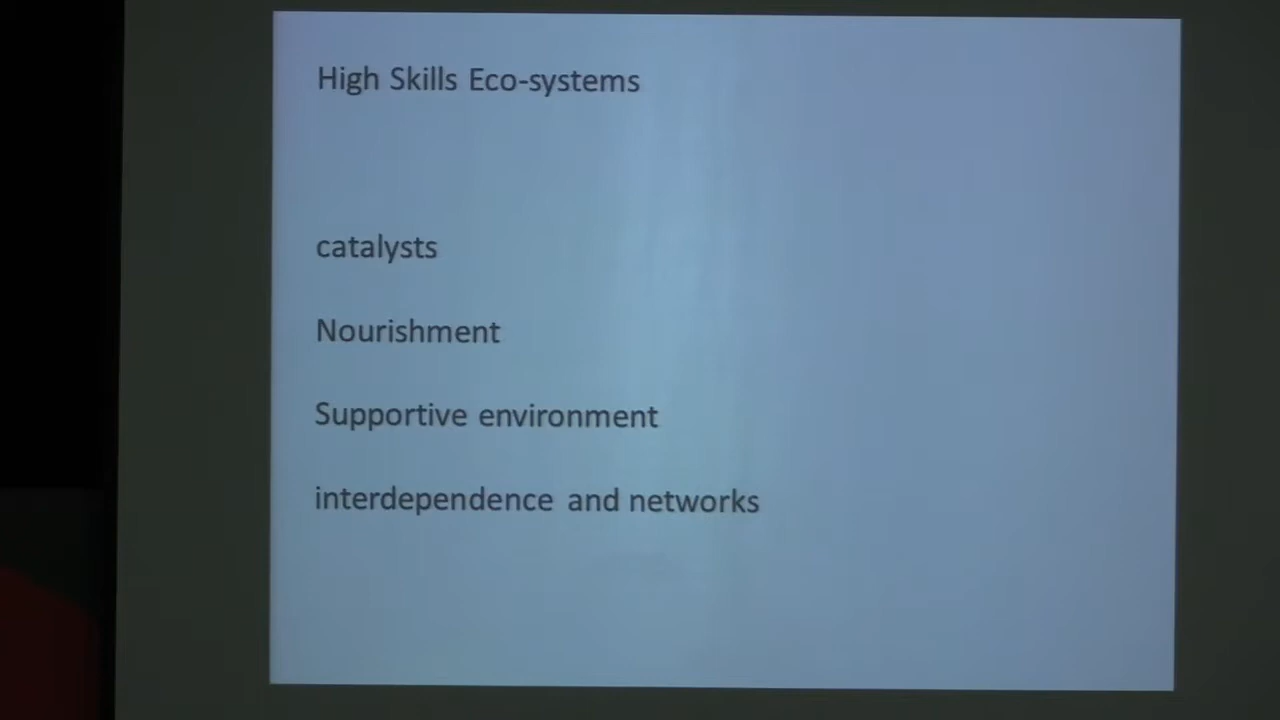 High Skills Eco-systems
catalysts
Nourishment
Supportive environment
interdependence and networks